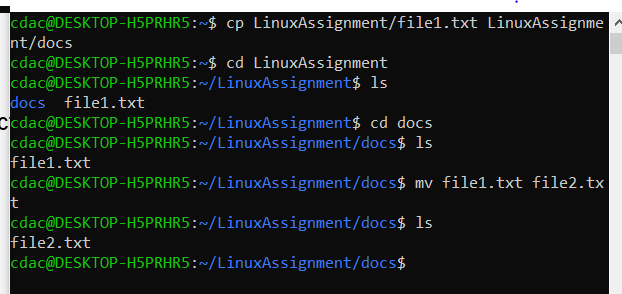 cdac@DESKTOP-H5PRHR5:~$ cp LinuxAssignment/file1.txt LinuxAssignme
nt/docs
cdac@DESKTOP-H5PRHR5:~$ cd LinuxAssignment
cdac@DESKTOP-H5PRHR5:~/LinuxAssignment$ ls
docs  file1.txt
cdac@DESKTOP-H5PRHR5:~/LinuxAssignment$ cd docs
cdac@DESKTOP-H5PRHR5:~/LinuxAssignment/docs$ ls
file1.txt
cdac@DESKTOP-H5PRHR5:~/LinuxAssignment/docs$ mv file1.txt file2.tx
t
cdac@DESKTOP-H5PRHR5:~/LinuxAssignment/docs$ ls
file2.txt
cdac@DESKTOP-H5PRHR5:~/LinuxAssignment/docs$